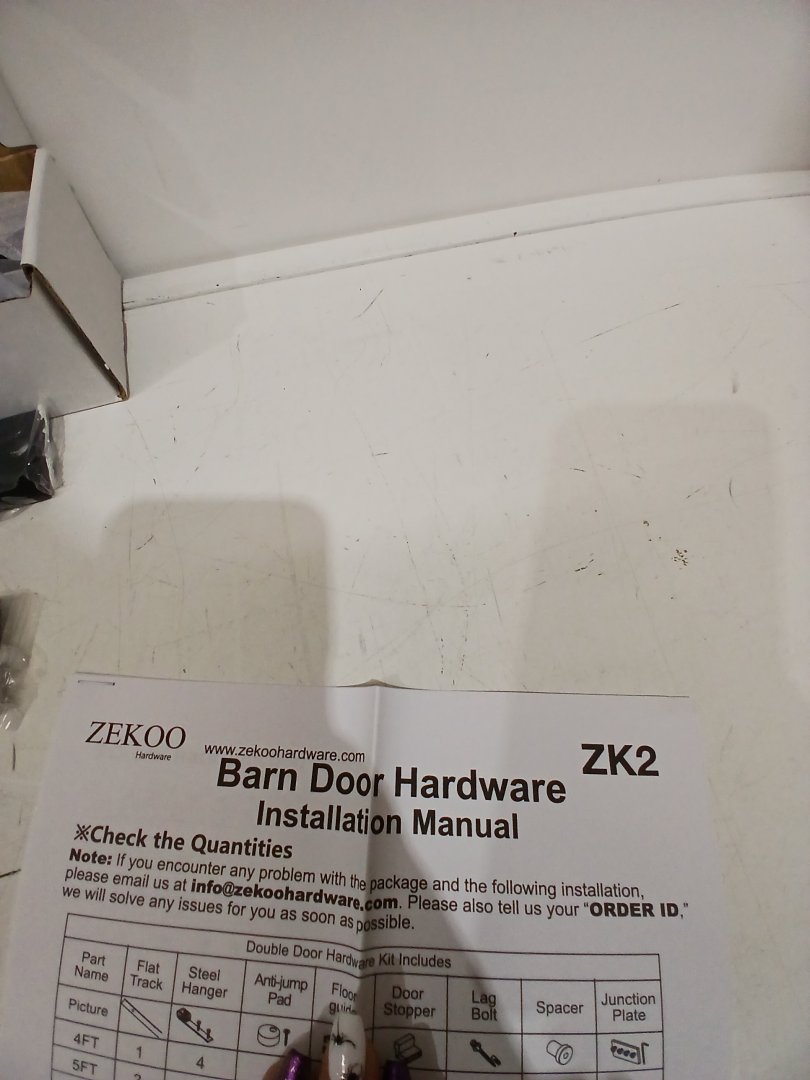 ZEKOO
Hardware
www.zekoohardware.com
ZK2
Barn Door Hardware
Installation Manual
※Check the Quantities
Note: If you encounter any problem with the package and the following installation,
please email us at info@zekoohardware.com. Please also tell us your “ORDER ID,”
we will solve any issues for you as soon as possible.
Double Door Hardware Kit Includes
Part Name Flat Track Steel Hanger Anti-jump Pad Floor guide Door Stopper Lag Bolt Spacer Junction Plate
Picture
4FT 1 4
5FT